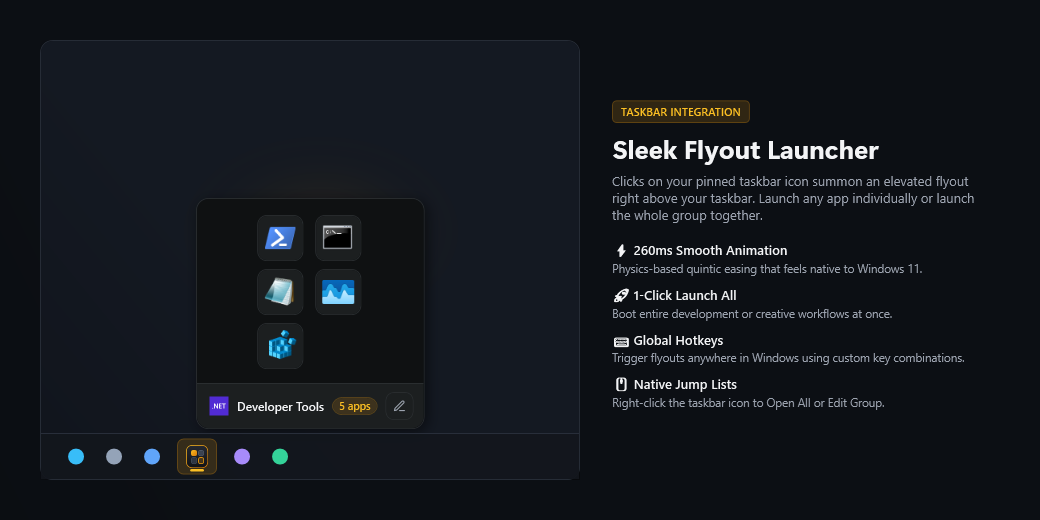 TASKBAR INTEGRATION
Sleek Flyout Launcher
Clicks on your pinned taskbar icon summon an elevated flyout
right above your taskbar. Launch any app individually or launch
the whole group together.
260ms Smooth Animation
Physics-based quintic easing that feels native to Windows 11.
1-Click Launch All
Boot entire development or creative workflows at once.
Global Hotkeys
Trigger flyouts anywhere in Windows using custom key combinations.
Native Jump Lists
Right-click the taskbar icon to Open All or Edit Group.
.NET
Developer Tools
5 apps